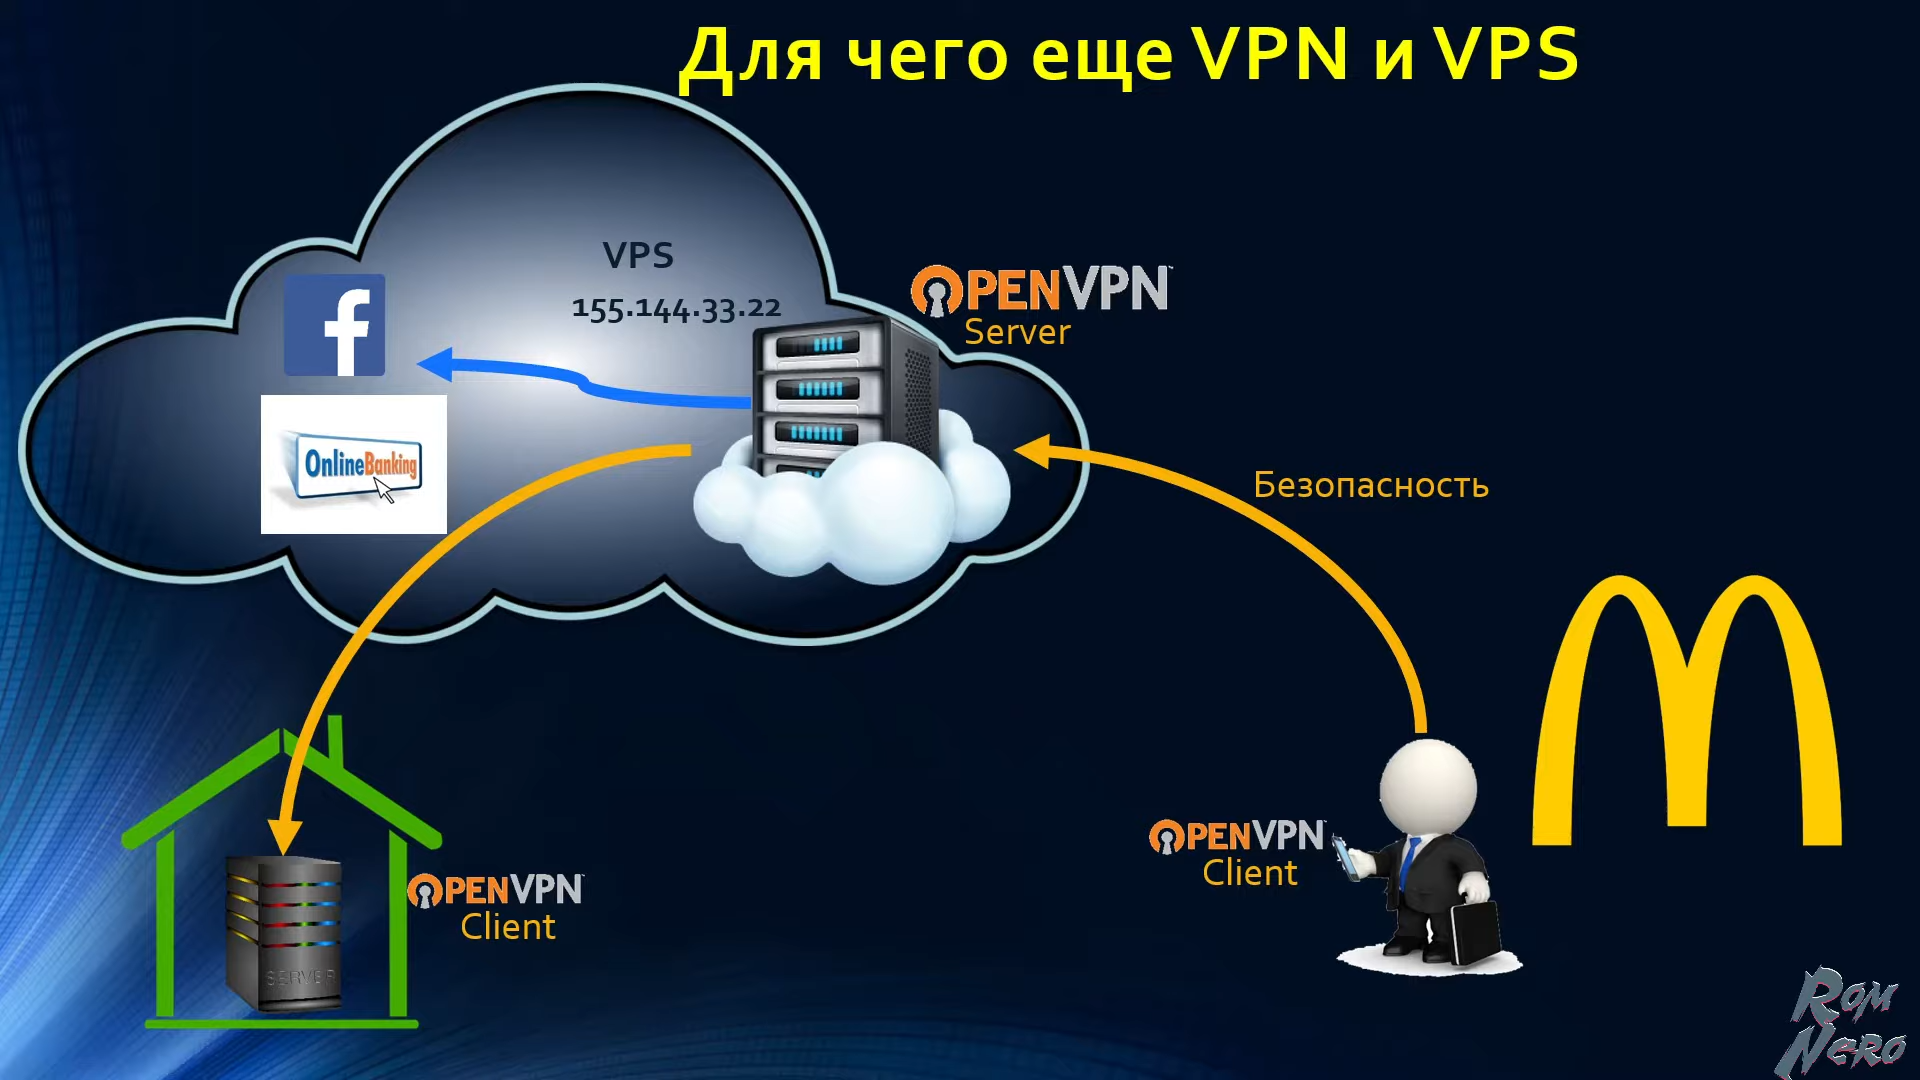 Для чего еще VPN и VPS
VPS
155.144.33.22
OPENVPN
Server
f
OnlineBanking
Безопасность
OPENVPN
Client
OPENVPN
Client
SERVER
Rom
Nero